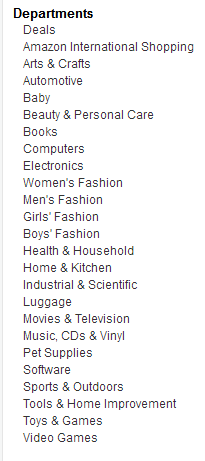 Departments
Deals
Amazon International Shopping
Arts & Crafts
Automotive
Baby
Beauty & Personal Care
Books
Computers
Electronics
Women's Fashion
Men's Fashion
Girls' Fashion
Boys' Fashion
Health & Household
Home & Kitchen
Industrial & Scientific
Luggage
Movies & Television
Music, CDs & Vinyl
Pet Supplies
Software
Sports & Outdoors
Tools & Home Improvement
Toys & Games
Video Games